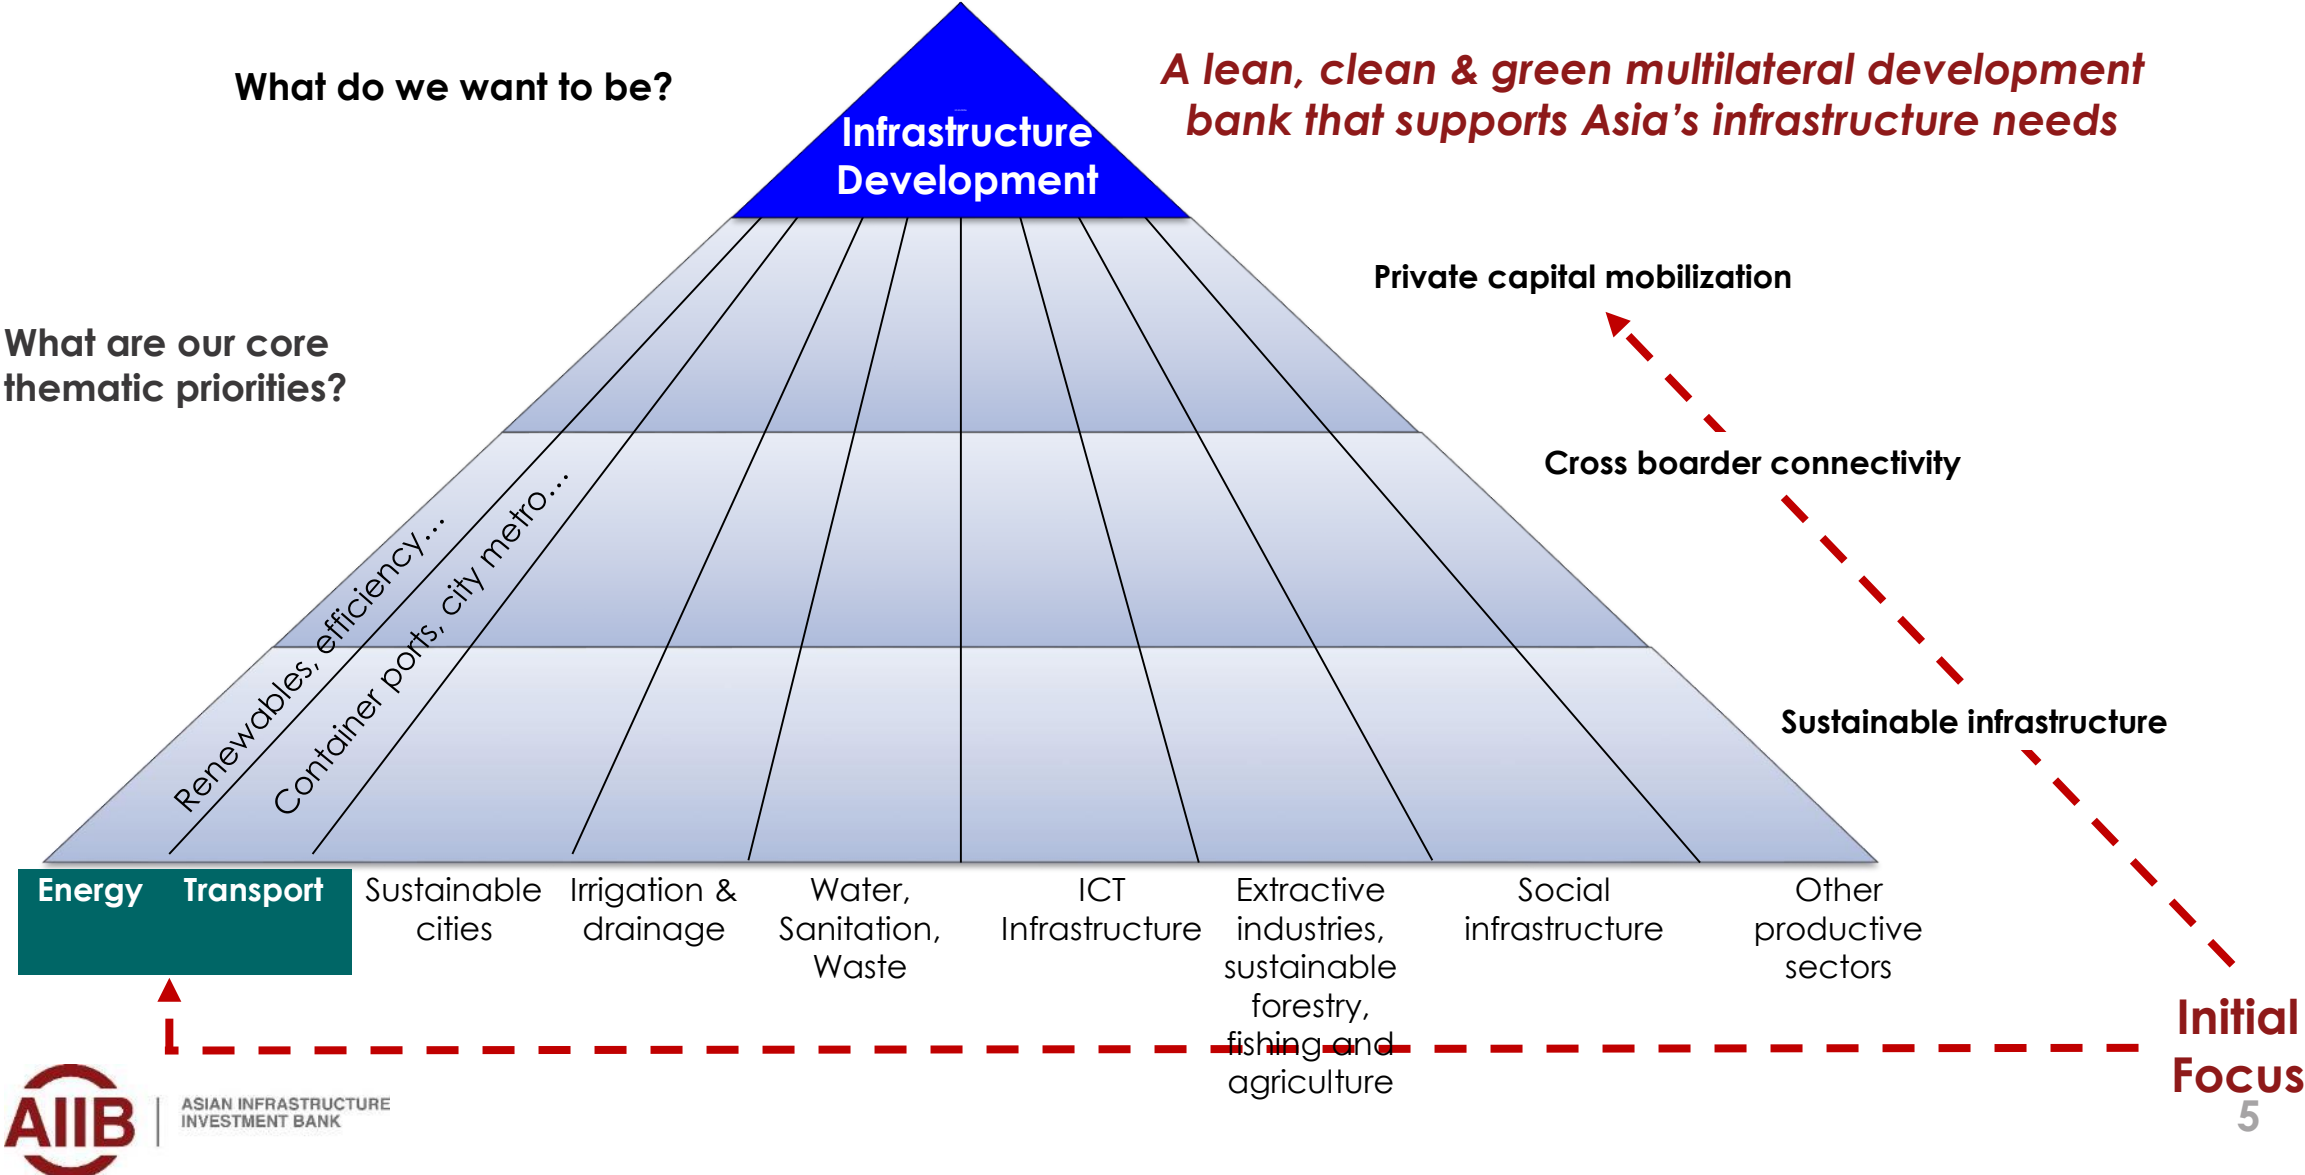 What do we want to be?
A lean, clean & green multilateral development
bank that supports Asia's infrastructure needs
Infrastructure
Development
Private capital mobilization
What are our core
thematic priorities?
Cross boarder connectivity
Renewables, efficiency...
Container ports, city metro...
Sustainable infrastructure
Energy
Transport
Sustainable
cities
Irrigation &
drainage
Water,
Sanitation,
Waste
ICT
Infrastructure
Extractive
industries,
sustainable
forestry,
fishing and
agriculture
Social
infrastructure
Other
productive
sectors
Initial
Focus
AIIB
ASIAN INFRASTRUCTURE
INVESTMENT BANK
5